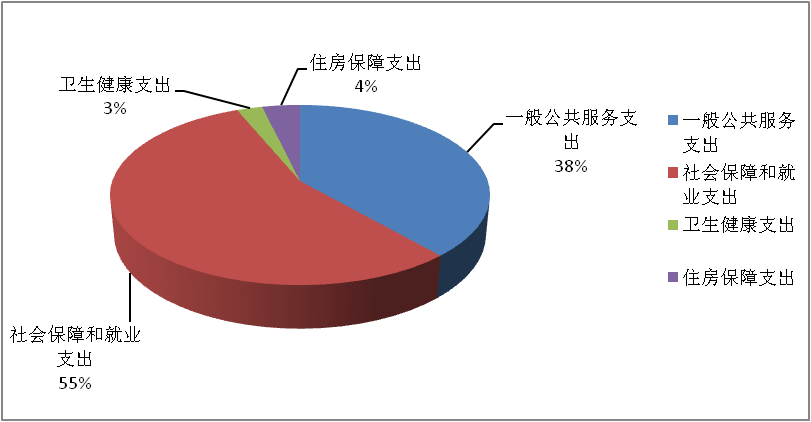 住房保障支出
4%
卫生健康支出
3%
一般公共服务支
出
38%
社会保障和就业
支出
55%
一般公共服务
支出
社会保障和就
业支出
卫生健康支出
住房保障支出